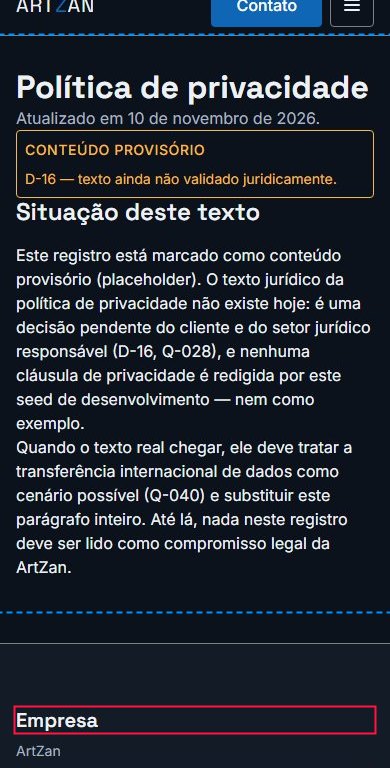 ARTZAN
Contato
Política de privacidade
Atualizado em 10 de novembro de 2026.
CONTEÚDO PROVISÓRIO
D-16 — texto ainda não validado juridicamente.
Situação deste texto
Este registro está marcado como conteúdo
provisório (placeholder). O texto jurídico da
política de privacidade não existe hoje: é uma
decisão pendente do cliente e do setor jurídico
responsável (D-16, Q-028), e nenhuma
cláusula de privacidade é redigida por este
seed de desenvolvimento — nem como
exemplo.
Quando o texto real chegar, ele deve tratar a
transferência internacional de dados como
cenário possível (Q-040) e substituir este
parágrafo inteiro. Até lá, nada neste registro
deve ser lido como compromisso legal da
ArtZan.
Empresa
ArtZan